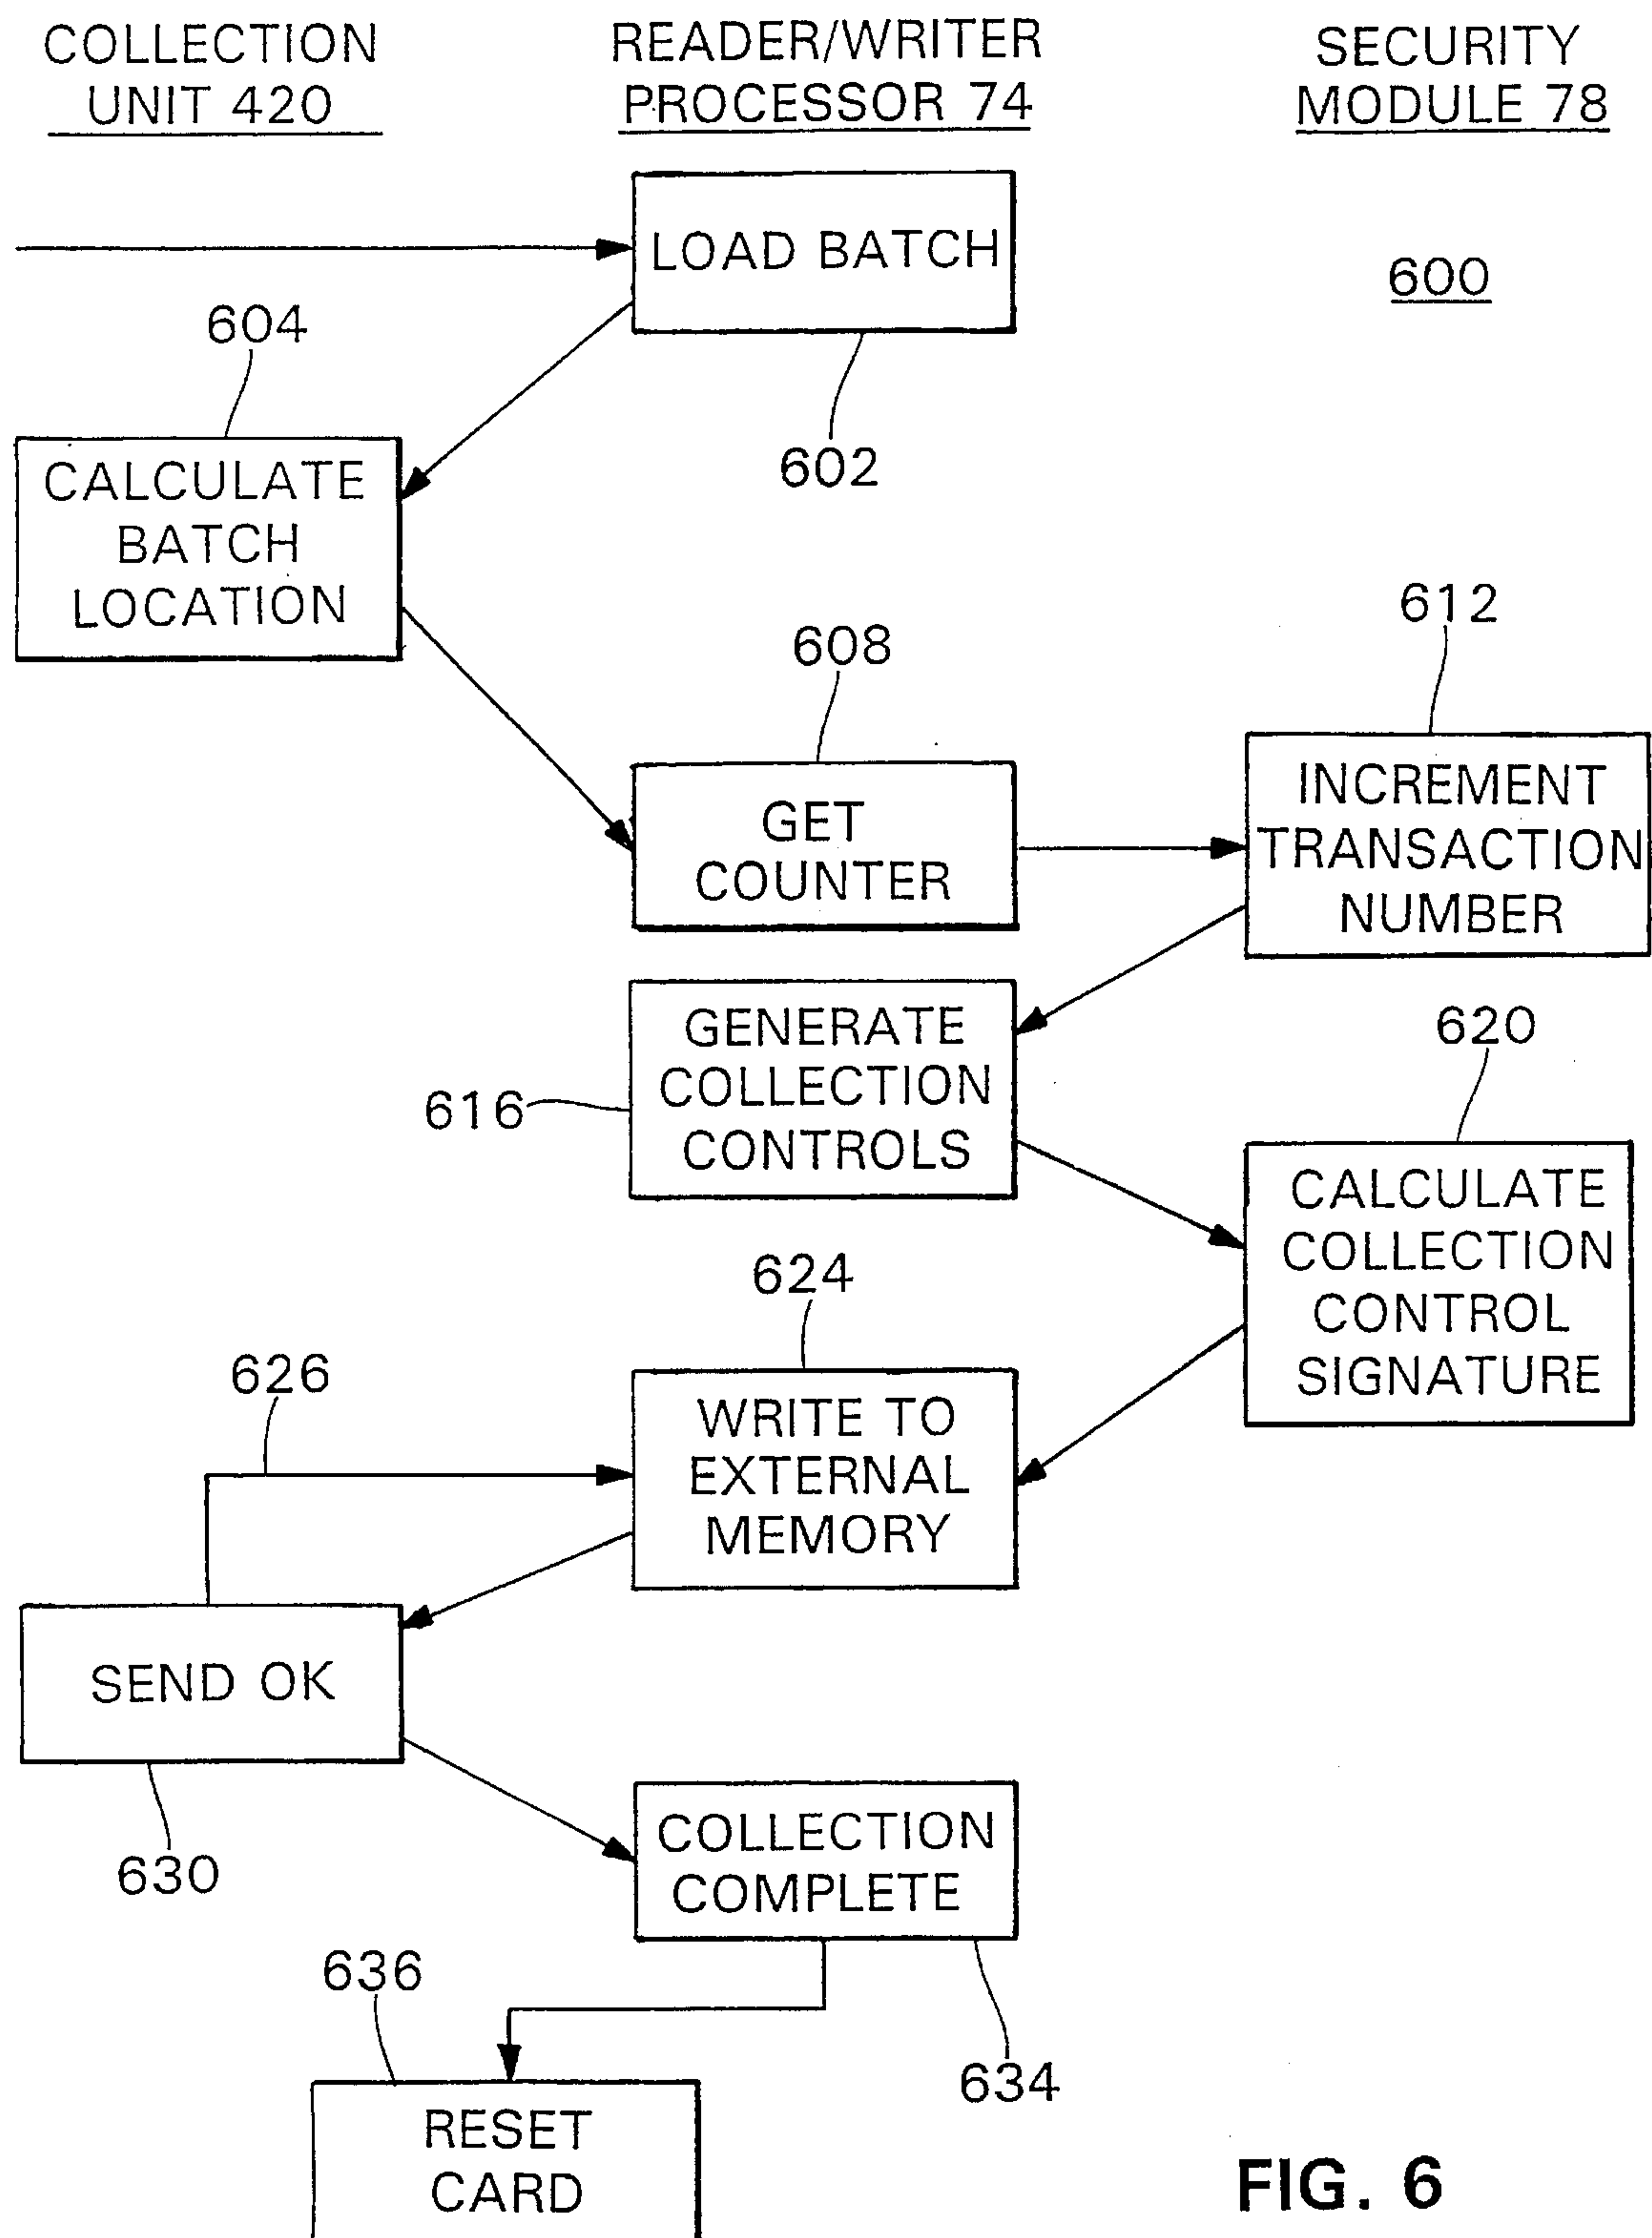 COLLECTION
UNIT 420
READER/WRITER
PROCESSOR 74
SECURITY
MODULE 78
LOAD BATCH
600
604
602
CALCULATE
BATCH
LOCATION
608
612
GET
COUNTER
INCREMENT
TRANSACTION
NUMBER
616
GENERATE
COLLECTION
CONTROLS
620
CALCULATE
COLLECTION
CONTROL
SIGNATURE
624
626
WRITE TO
EXTERNAL
MEMORY
SEND OK
630
COLLECTION
COMPLETE
636
634
RESET
CARD
FIG. 6